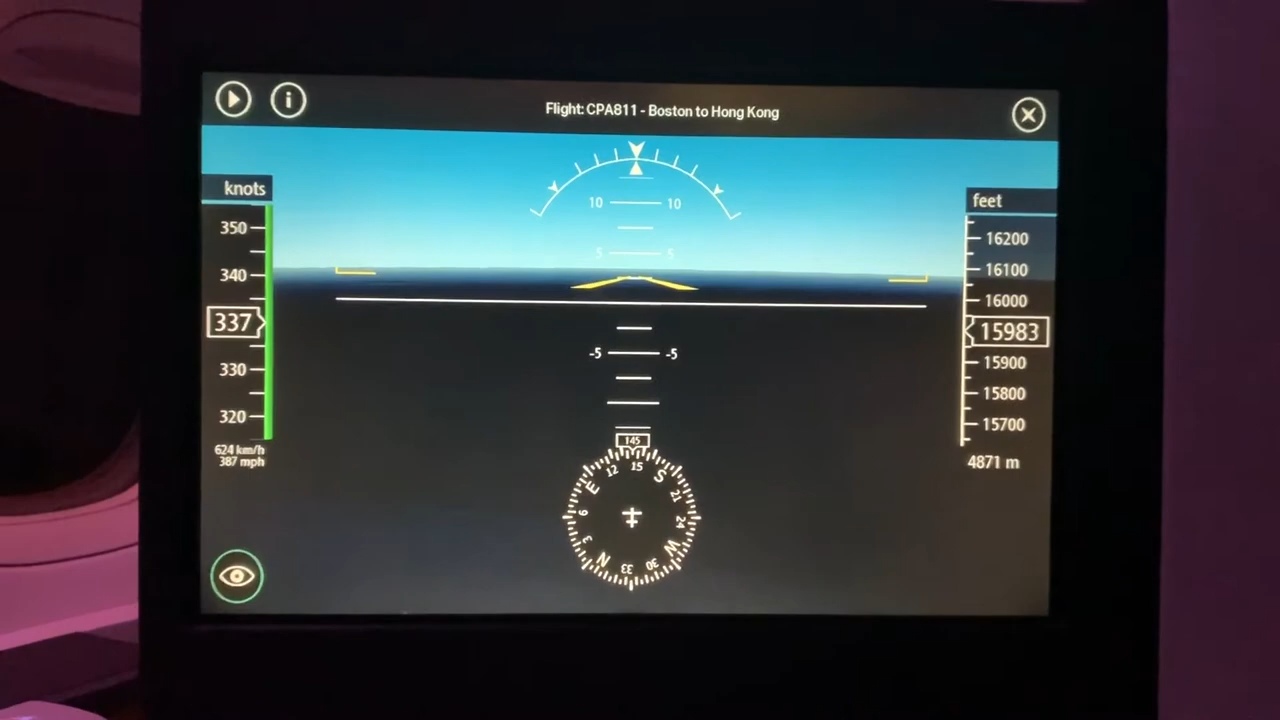 Flight: CPA811 - Boston to Hong Kong
knots
350
340
337
330
320
624 km/h
387 mph
10 10
5 5
-5 -5
feet
16200
16100
16000
15983
15900
15800
15700
4871 m
145
12 15 S 21 24 W 30 33 N 3 6 E